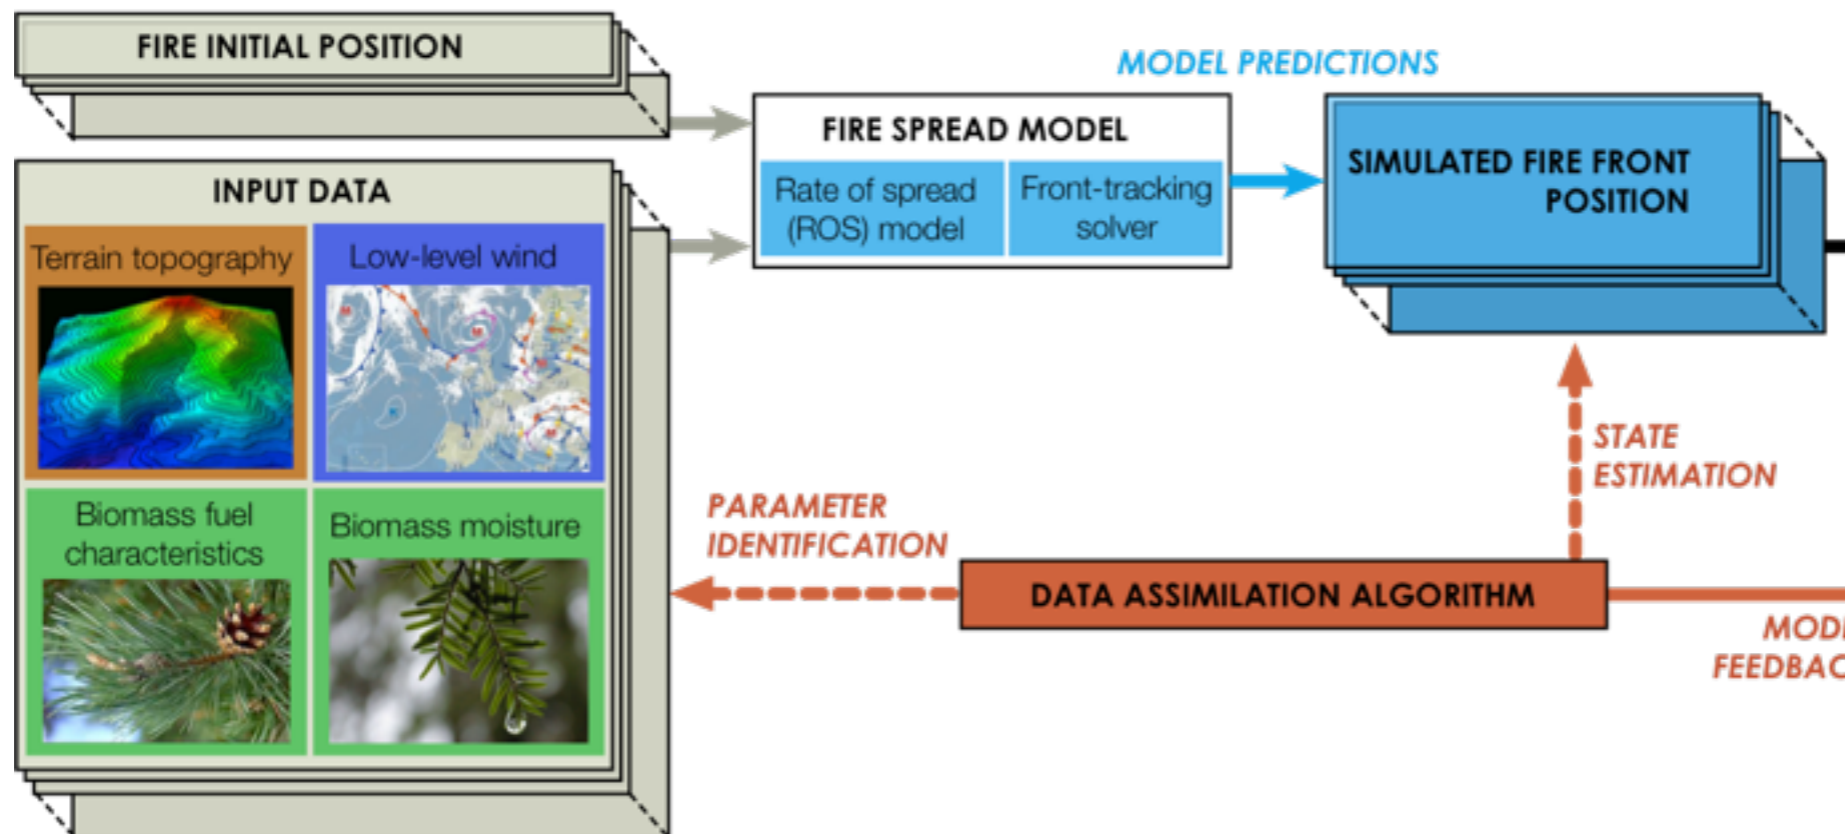 FIRE INITIAL POSITION
MODEL PREDICTIONS
FIRE SPREAD MODEL
Rate of spread
(ROS) model
Front-tracking
solver
SIMULATED FIRE FRONT
POSITION
INPUT DATA
Terrain topography
Low-level wind
Biomass fuel
characteristics
Biomass moisture
PARAMETER
IDENTIFICATION
STATE
ESTIMATION
DATA ASSIMILATION ALGORITHM